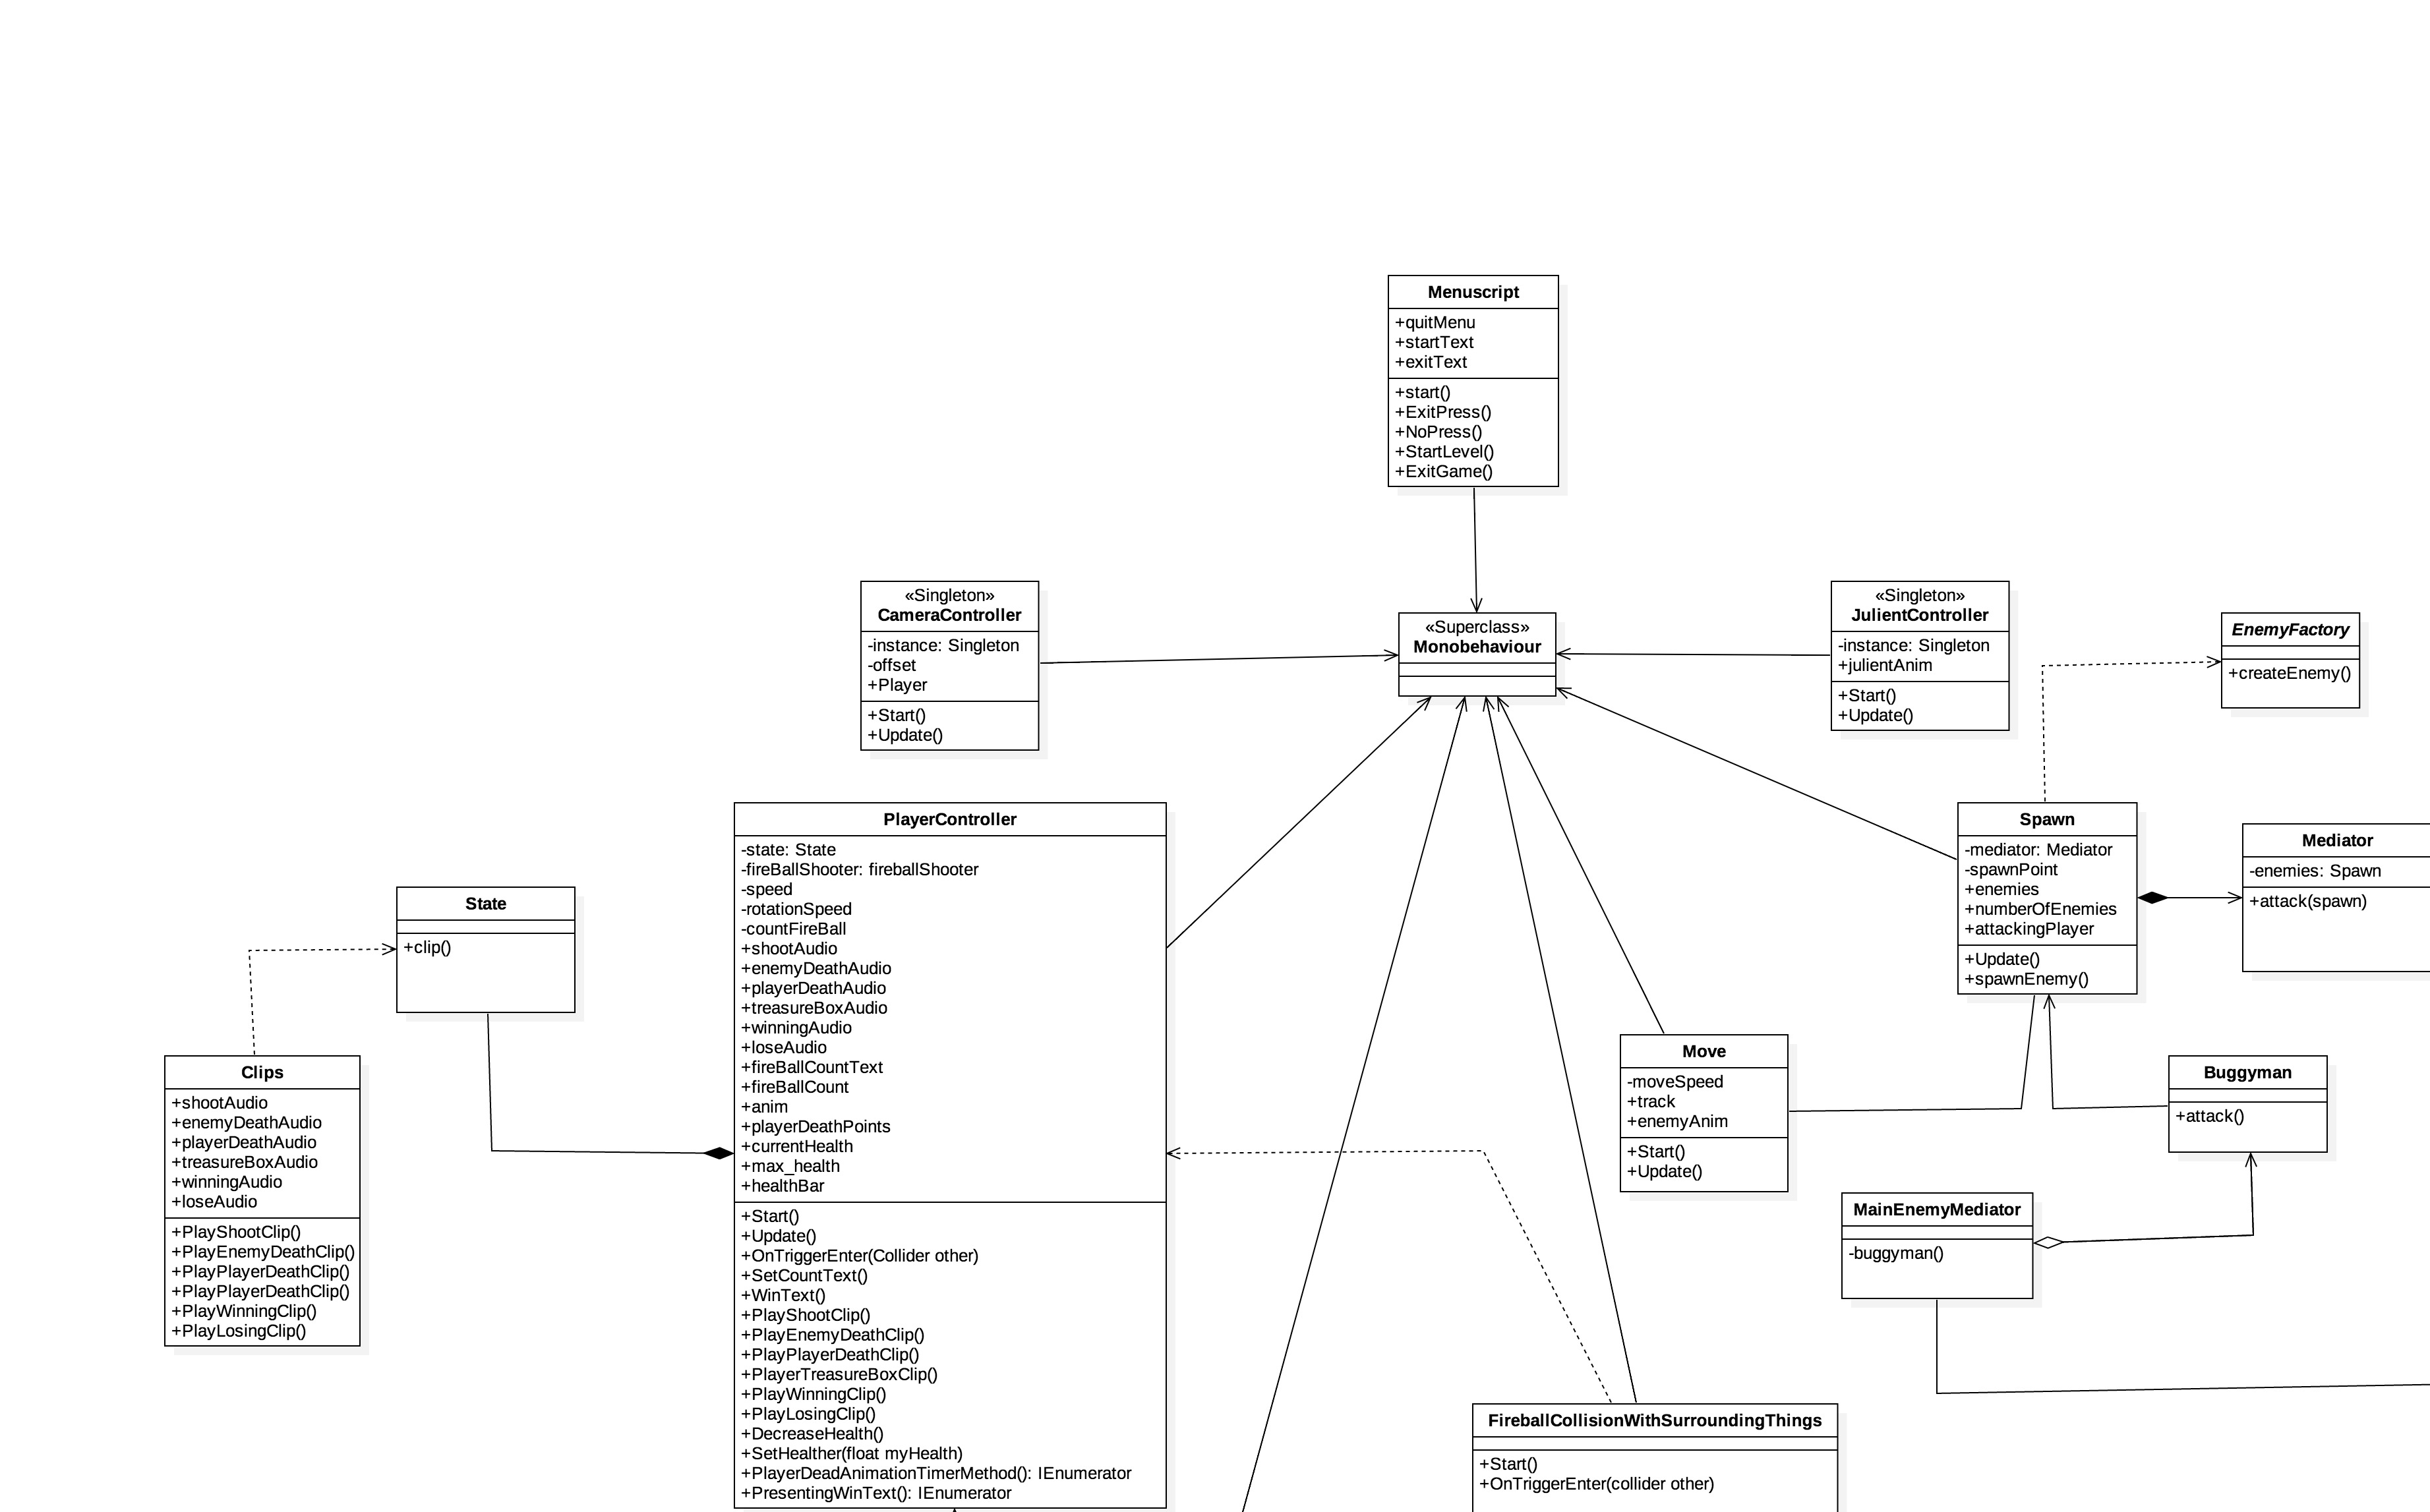 Menuscript
+quitMenu
+startText
+exitText
+start()
+ExitPress()
+NoPress()
+StartLevel()
+ExitGame()
«Singleton»
CameraController
-instance: Singleton
-offset
+Player
+Start()
+Update()
«Superclass»
Monobehaviour
«Singleton»
JulientController
-instance: Singleton
+julientAnim
+Start()
+Update()
EnemyFactory
+createEnemy()
PlayerController
-state: State
-fireBallShooter: fireballShooter
-speed
-rotationSpeed
-countFireBall
+shootAudio
+enemyDeathAudio
+playerDeathAudio
+treasureBoxAudio
+winningAudio
+loseAudio
+fireBallCountText
+fireBallCount
+anim
+playerDeathPoints
+currentHealth
+max_health
+healthBar
+Start()
+Update()
+OnTriggerEnter(Collider other)
+SetCountText()
+WinText()
+PlayShootClip()
+PlayEnemyDeathClip()
+PlayPlayerDeathClip()
+PlayerTreasureBoxClip()
+PlayWinningClip()
+PlayLosingClip()
+DecreaseHealth()
+SetHealther(float myHealth)
+PlayerDeadAnimationTimerMethod(): IEnumerator
+PresentingWinText(): IEnumerator
Spawn
-mediator: Mediator
-spawnPoint
+enemies
+numberOfEnemies
+attackingPlayer
+Update()
+spawnEnemy()
Mediator
-enemies: Spawn
+attack(spawn)
State
+clip()
Clips
+shootAudio
+enemyDeathAudio
+playerDeathAudio
+treasureBoxAudio
+winningAudio
+loseAudio
+PlayShootClip()
+PlayEnemyDeathClip()
+PlayPlayerDeathClip()
+PlayPlayerDeathClip()
+PlayWinningClip()
+PlayLosingClip()
Move
-moveSpeed
+track
+enemyAnim
+Start()
+Update()
Buggyman
+attack()
MainEnemyMediator
-buggyman()
FireballCollisionWithSurroundingThings
+Start()
+OnTriggerEnter(collider other)